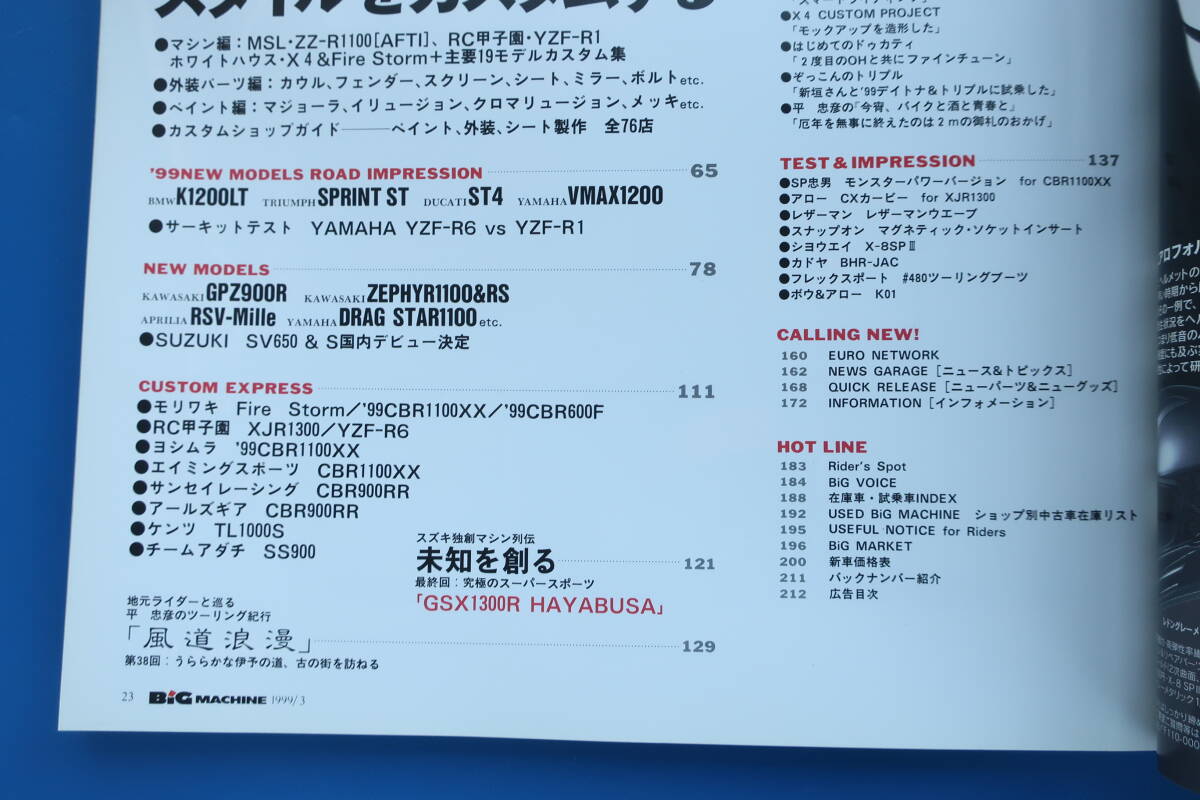 スタイルをカスタムする
●マシン編：MSL･ZZ-R1100[AFTI]、RC甲子園･YZF-R1
ホワイトハウス･X4＆Fire Storm＋主要19モデルカスタム集
●外装パーツ編：カウル、フェンダー、スクリーン、シート、ミラー、ボルトetc.
●ペイント編：マジョーラ、イリュージョン、クロマリュージョン、メッキetc.
●カスタムショップガイド――ペイント、外装、シート製作 全76店
'99NEW MODELS ROAD IMPRESSION 65
BMW K1200LT TRIUMPH SPRINT ST DUCATI ST4 YAMAHA VMAX1200
●サーキットテスト YAMAHA YZF-R6 vs YZF-R1
NEW MODELS 78
KAWASAKI GPZ900R KAWASAKI ZEPHYR1100&RS
APRILIA RSV-Mille YAMAHA DRAG STAR1100 etc.
●SUZUKI SV650 & S国内デビュー決定
CUSTOM EXPRESS 111
●モリワキ Fire Storm／'99CBR1100XX／'99CBR600F
●RC甲子園 XJR1300／YZF-R6
●ヨシムラ '99CBR1100XX
●エイミングスポーツ CBR1100XX
●サンセイレーシング CBR900RR
●アールズギア CBR900RR
●ケンツ TL1000S
●チームアダチ SS900
スズキ独創マシン列伝
未知を創る 121
最終回：究極のスーパースポーツ
「GSX1300R HAYABUSA」
地元ライダーと巡る
平 忠彦のツーリング紀行
「風道浪漫」 129
第38回：うららかな伊予の道、古の街を訪ねる
23 BiG MACHINE 1999/3
●X4 CUSTOM PROJECT
「モックアップを造形した」
●はじめてのドゥカティ
「2度目のOHと共にファインチューン」
●ぞっこんのトリプル
「新垣さんと'99デイトナ＆トリプルに試乗した」
●平 忠彦の「今宵、バイクと酒と青春と」
「厄年を無事に終えたのは2mの御札のおかげ」
TEST & IMPRESSION 137
●SP忠男 モンスターパワーバージョン for CBR1100XX
●アロー CXカービー for XJR1300
●レザーマン レザーマンウエーブ
●スナップオン マグネティック･ソケットインサート
●ショウエイ X-8SPⅢ
●カドヤ BHR-JAC
●フレックスポート #480ツーリングブーツ
●ボウ＆アロー K01
CALLING NEW!
160 EURO NETWORK
162 NEWS GARAGE［ニュース＆トピックス］
168 QUICK RELEASE［ニューパーツ＆ニューグッズ］
172 INFORMATION［インフォメーション］
HOT LINE
183 Rider's Spot
184 BiG VOICE
188 在庫車・試乗車INDEX
192 USED BiG MACHINE ショップ別中古車在庫リスト
195 USEFUL NOTICE for Riders
196 BiG MARKET
200 新車価格表
211 バックナンバー紹介
212 広告目次